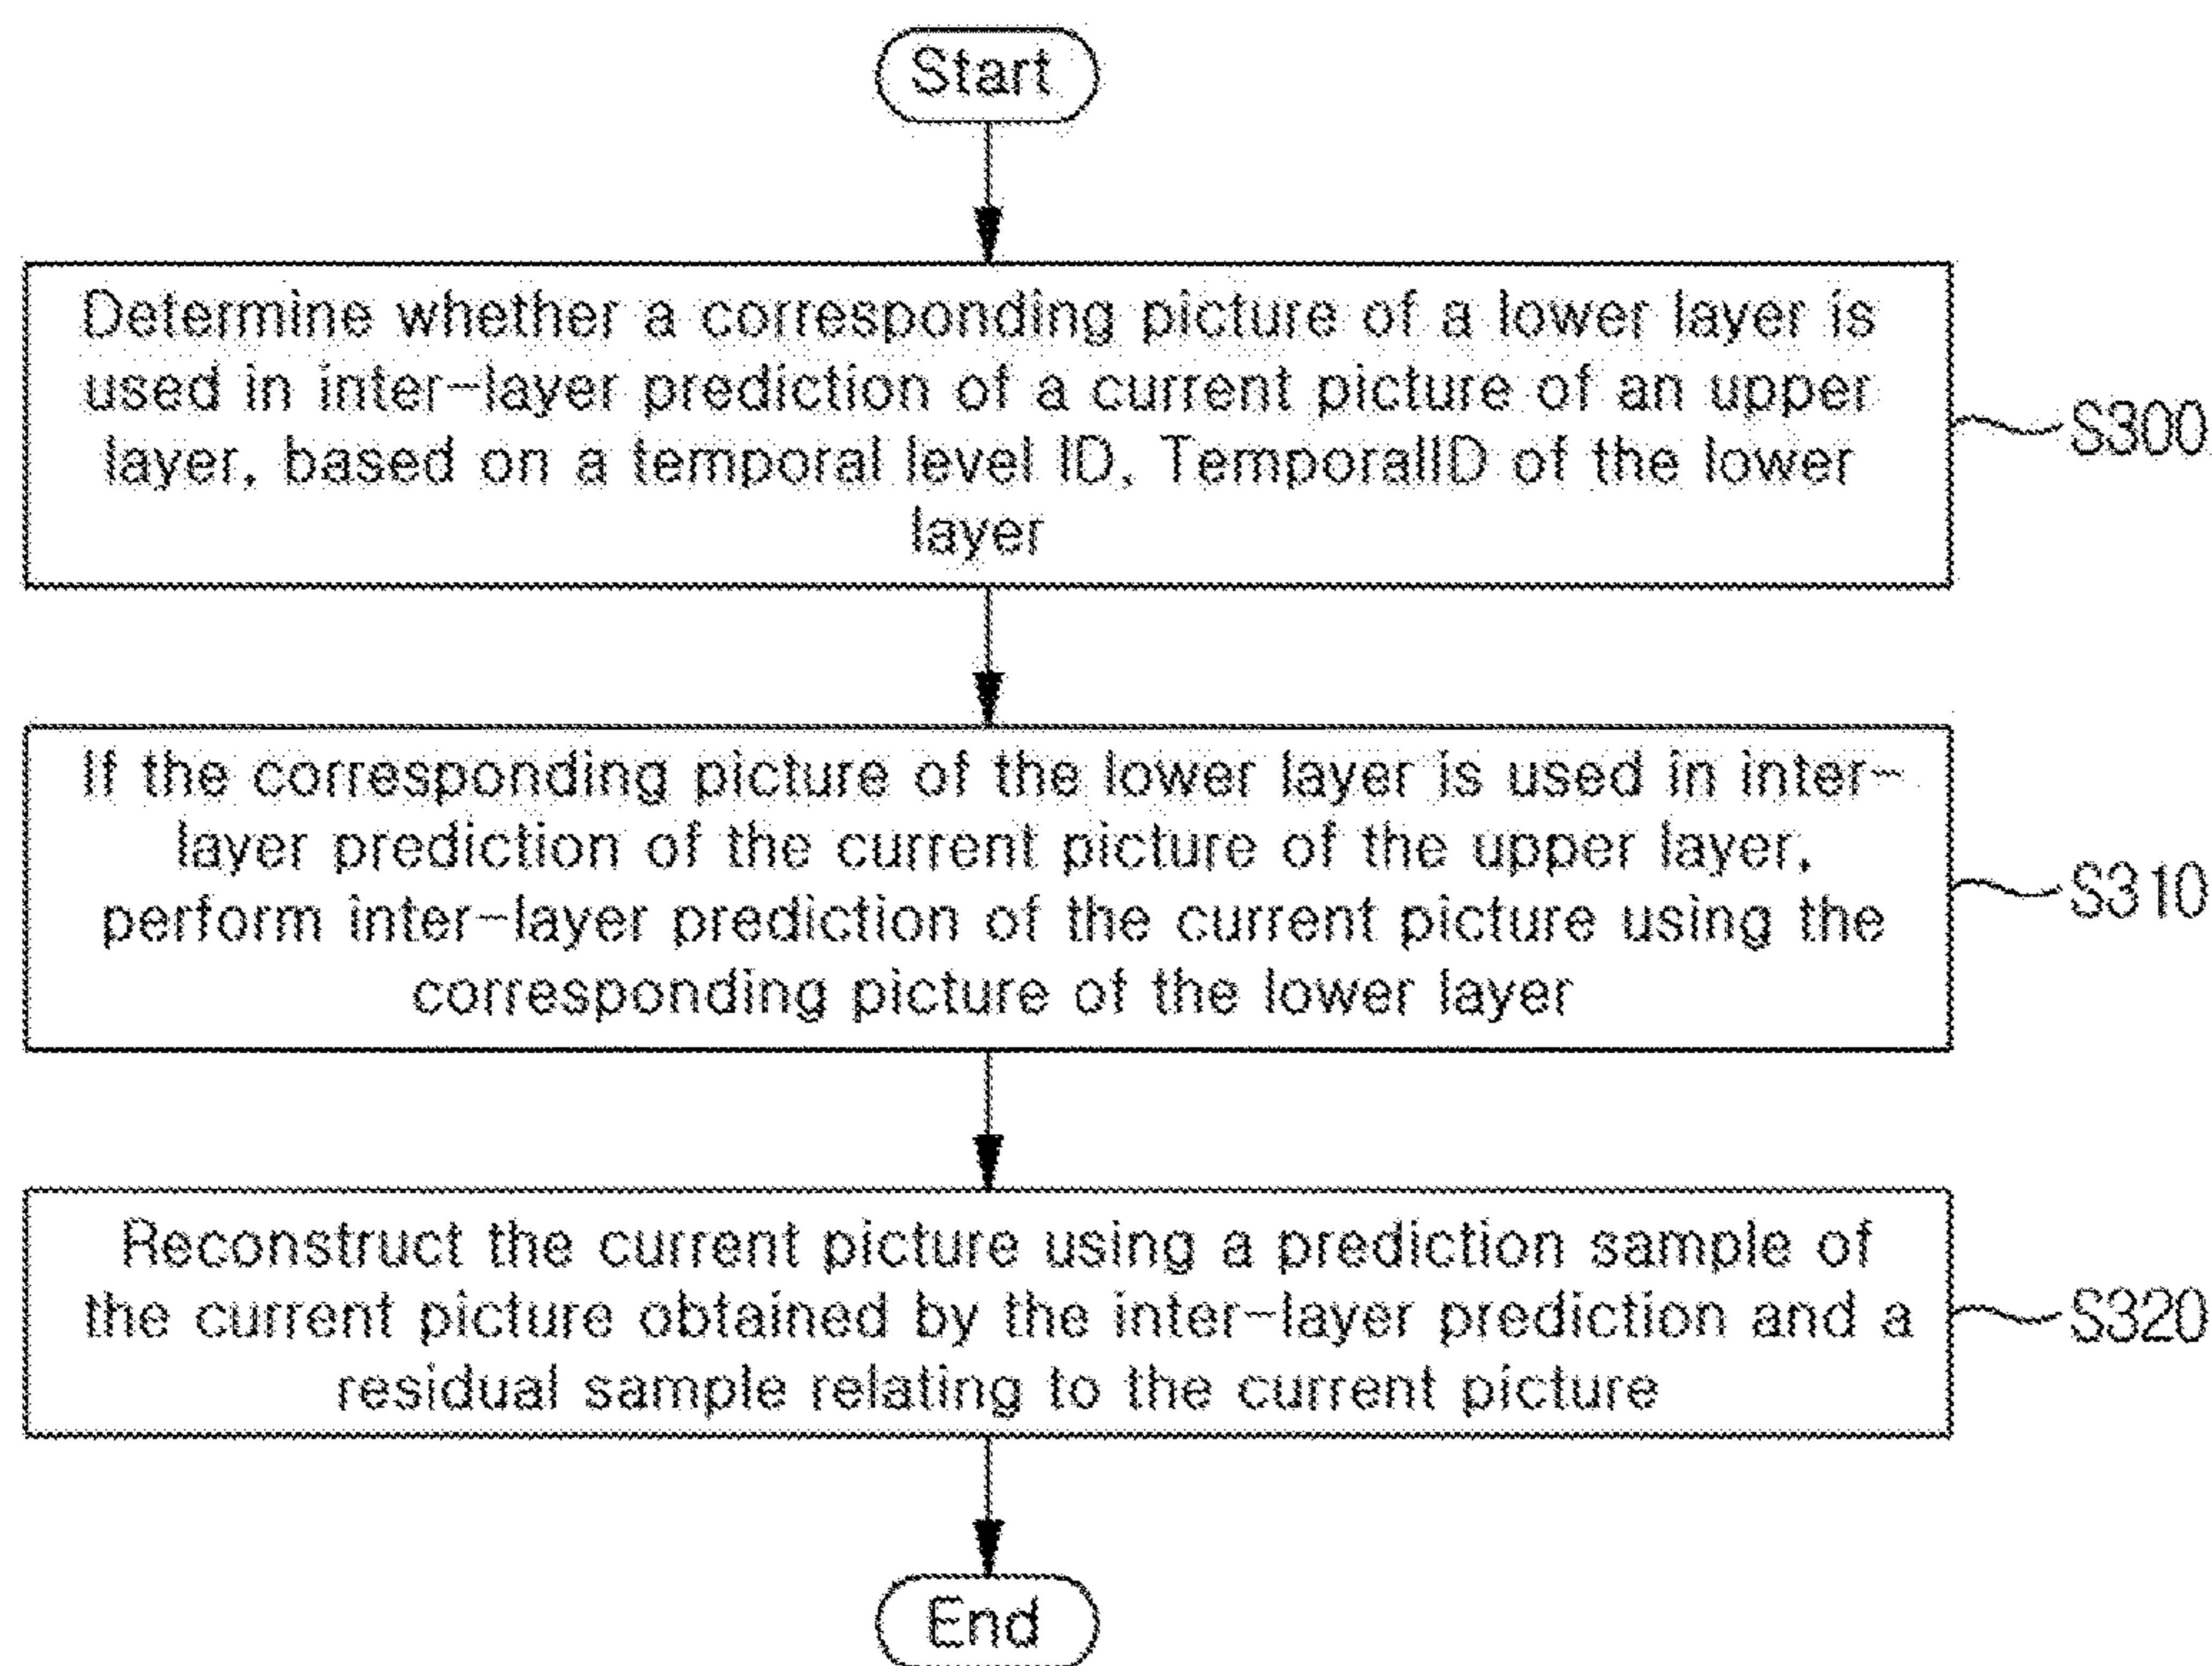 Start
Determine whether a corresponding picture of a lower layer is
used in inter-layer prediction of a current picture of an upper
layer, based on a temporal level ID, TemporalID of the lower
layer
S300
If the corresponding picture of the lower layer is used in inter-
layer prediction of the current picture of the upper layer,
perform inter-layer prediction of the current picture using the
corresponding picture of the lower layer
S310
Reconstruct the current picture using a prediction sample of
the current picture obtained by the inter-layer prediction and a
residual sample relating to the current picture
S320
End